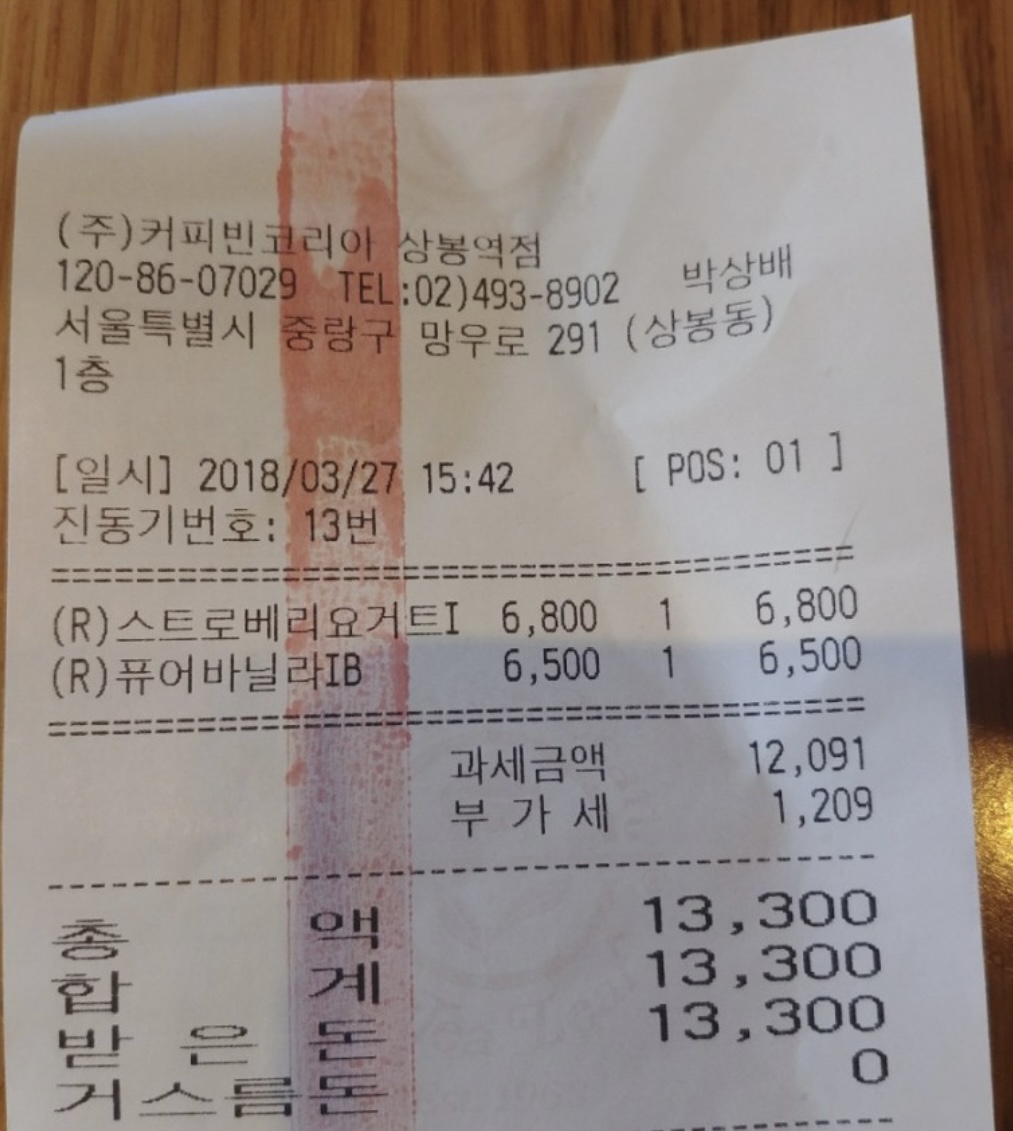 (주)커피빈코리아 상봉역점
120-86-07029 TEL:02)493-8902 박상배
서울특별시 중랑구 망우로 291 (상봉동)
1층
[일시] 2018/03/27 15:42 [ POS: 01 ]
진동기번호: 13번
========================================
(R)스트로베리요거트I 6,800 1 6,800
(R)퓨어바닐라IB 6,500 1 6,500
========================================
과세금액 12,091
부 가 세 1,209
----------------------------------------
총 액 13,300
합 계 13,300
받 은 돈 13,300
거스름돈 0
----------------------------------------